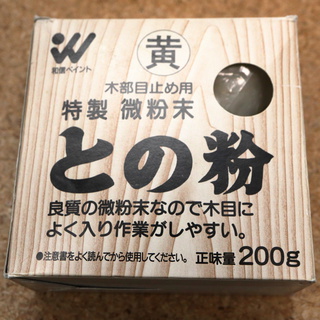 黄
和信ペイント
木部目止め用
特製 微粉末
との粉
良質の微粉末なので木目に
よく入り作業がしやすい。
●注意書をよく読んでから使用してください。 正味量 200g